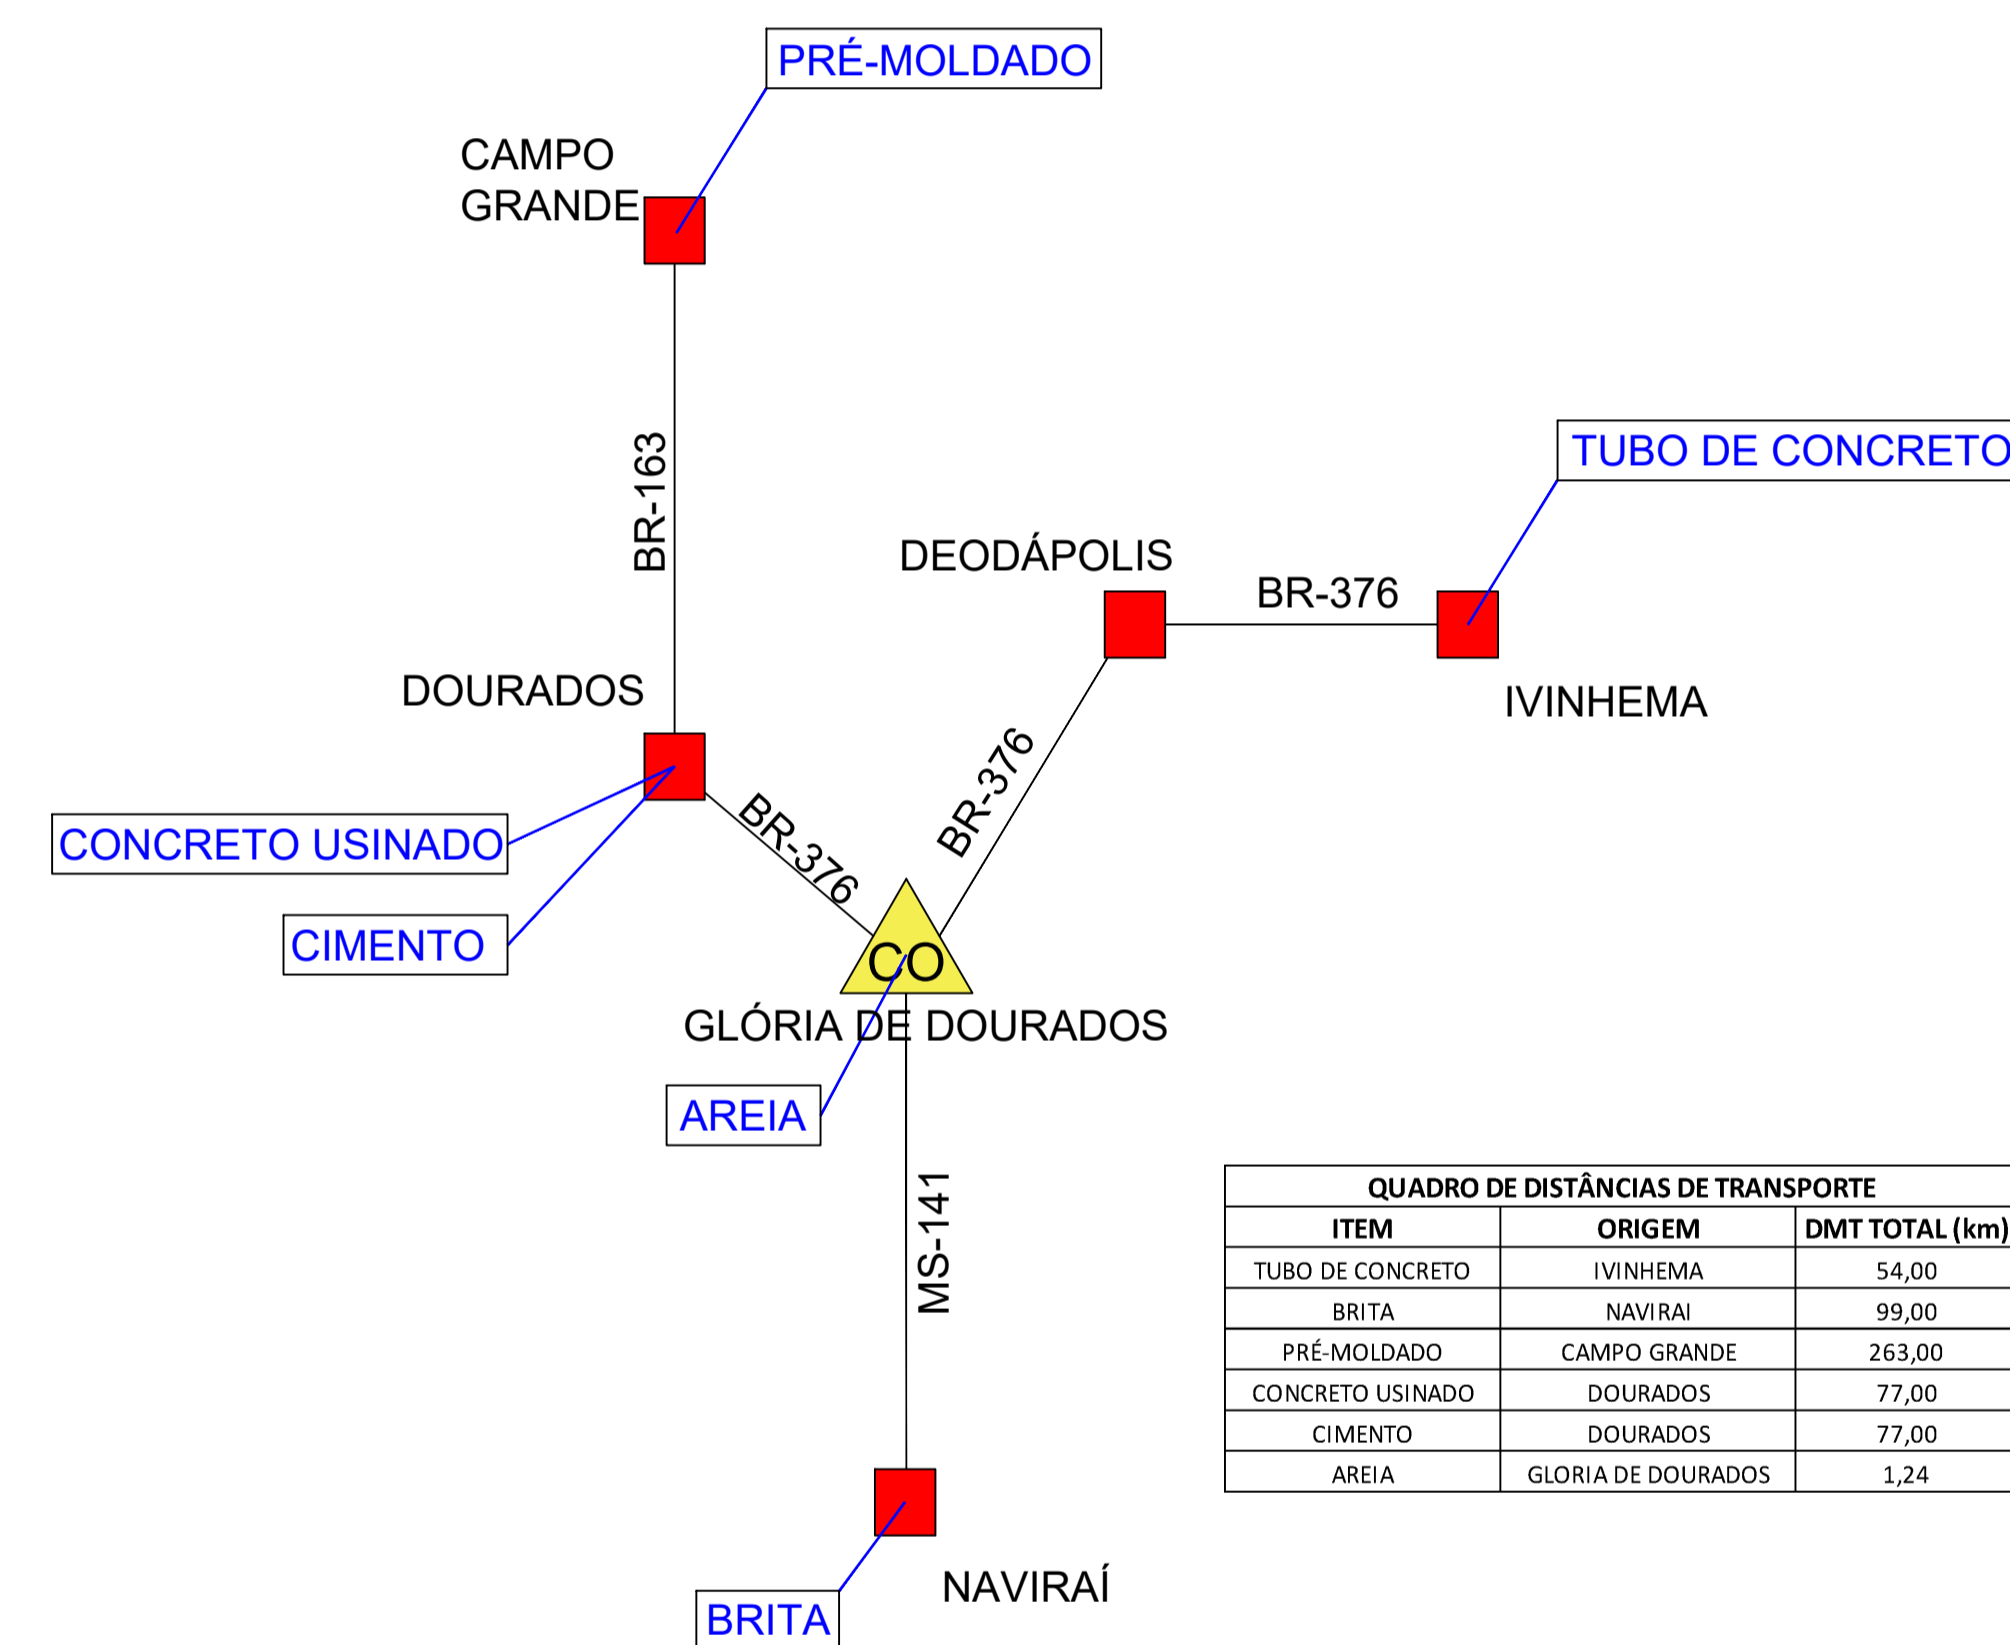 PRÉ-MOLDADO
CAMPO
GRANDE
BR-163
TUBO DE CONCRETO
DEODÁPOLIS
BR-376
IVINHEMA
DOURADOS
BR-376
BR-376
CONCRETO USINADO
CIMENTO
CO
GLÓRIA DE DOURADOS
AREIA
MS-141
NAVIRAÍ
BRITA
QUADRO DE DISTÂNCIAS DE TRANSPORTE
ITEM ORIGEM DMT TOTAL (km)
TUBO DE CONCRETO IVINHEMA 54,00
BRITA NAVIRAI 99,00
PRÉ-MOLDADO CAMPO GRANDE 263,00
CONCRETO USINADO DOURADOS 77,00
CIMENTO DOURADOS 77,00
AREIA GLORIA DE DOURADOS 1,24